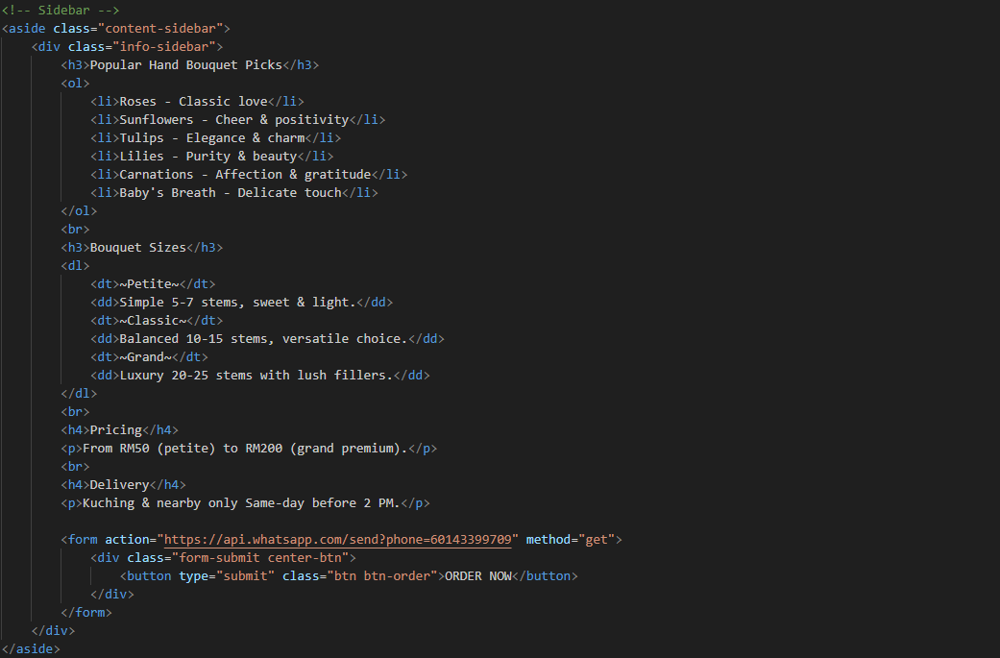 <!-- Sidebar -->
<aside class="content-sidebar">
    <div class="info-sidebar">
        <h3>Popular Hand Bouquet Picks</h3>
        <ol>
            <li>Roses - Classic love</li>
            <li>Sunflowers - Cheer & positivity</li>
            <li>Tulips - Elegance & charm</li>
            <li>Lilies - Purity & beauty</li>
            <li>Carnations - Affection & gratitude</li>
            <li>Baby's Breath - Delicate touch</li>
        </ol>
        <br>
        <h3>Bouquet Sizes</h3>
        <dl>
            <dt>~Petite~</dt>
            <dd>Simple 5-7 stems, sweet & light.</dd>
            <dt>~Classic~</dt>
            <dd>Balanced 10-15 stems, versatile choice.</dd>
            <dt>~Grand~</dt>
            <dd>Luxury 20-25 stems with lush fillers.</dd>
        </dl>
        <br>
        <h4>Pricing</h4>
        <p>From RM50 (petite) to RM200 (grand premium).</p>
        <br>
        <h4>Delivery</h4>
        <p>Kuching & nearby only Same-day before 2 PM.</p>

        <form action="https://api.whatsapp.com/send?phone=60143399709" method="get">
            <div class="form-submit center-btn">
                <button type="submit" class="btn btn-order">ORDER NOW</button>
            </div>
        </form>
    </div>
</aside>